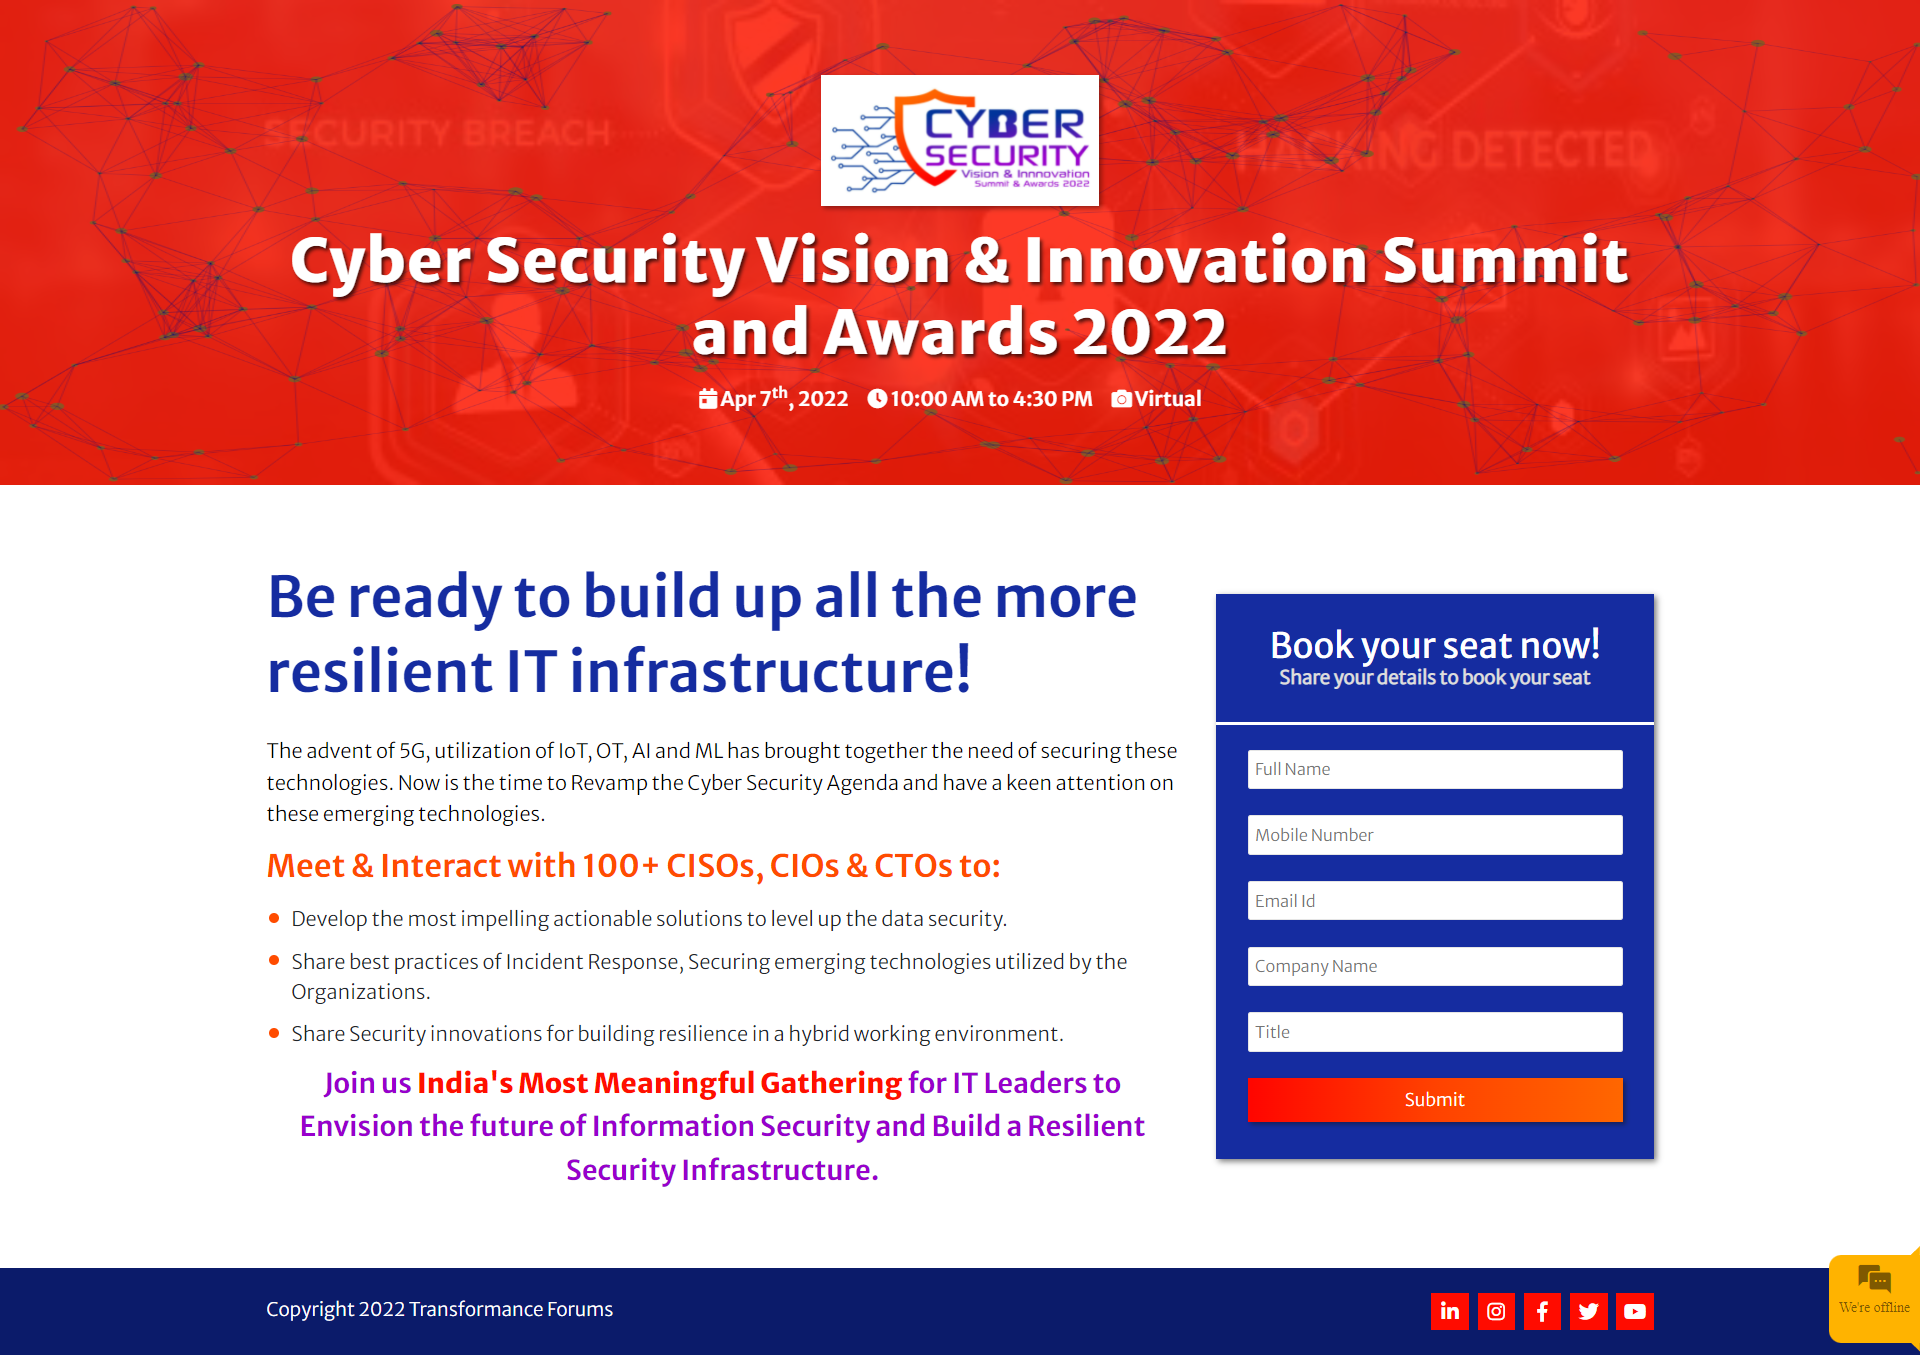 SECURITY BREACH
HACKING DETECTED
CYBER
SECURITY
Vision & Innnovation
Summit & Awards 2022
Cyber Security Vision & Innovation Summit
and Awards 2022
Apr 7th, 2022 10:00 AM to 4:30 PM Virtual
Be ready to build up all the more
resilient IT infrastructure!
The advent of 5G, utilization of IoT, OT, AI and ML has brought together the need of securing these
technologies. Now is the time to Revamp the Cyber Security Agenda and have a keen attention on
these emerging technologies.
Meet & Interact with 100+ CISOs, CIOs & CTOs to:
Develop the most impelling actionable solutions to level up the data security.
Share best practices of Incident Response, Securing emerging technologies utilized by the
Organizations.
Share Security innovations for building resilience in a hybrid working environment.
Join us India's Most Meaningful Gathering for IT Leaders to
Envision the future of Information Security and Build a Resilient
Security Infrastructure.
Book your seat now!
Share your details to book your seat
Full Name
Mobile Number
Email Id
Company Name
Title
Submit
Copyright 2022 Transformance Forums
We're offline